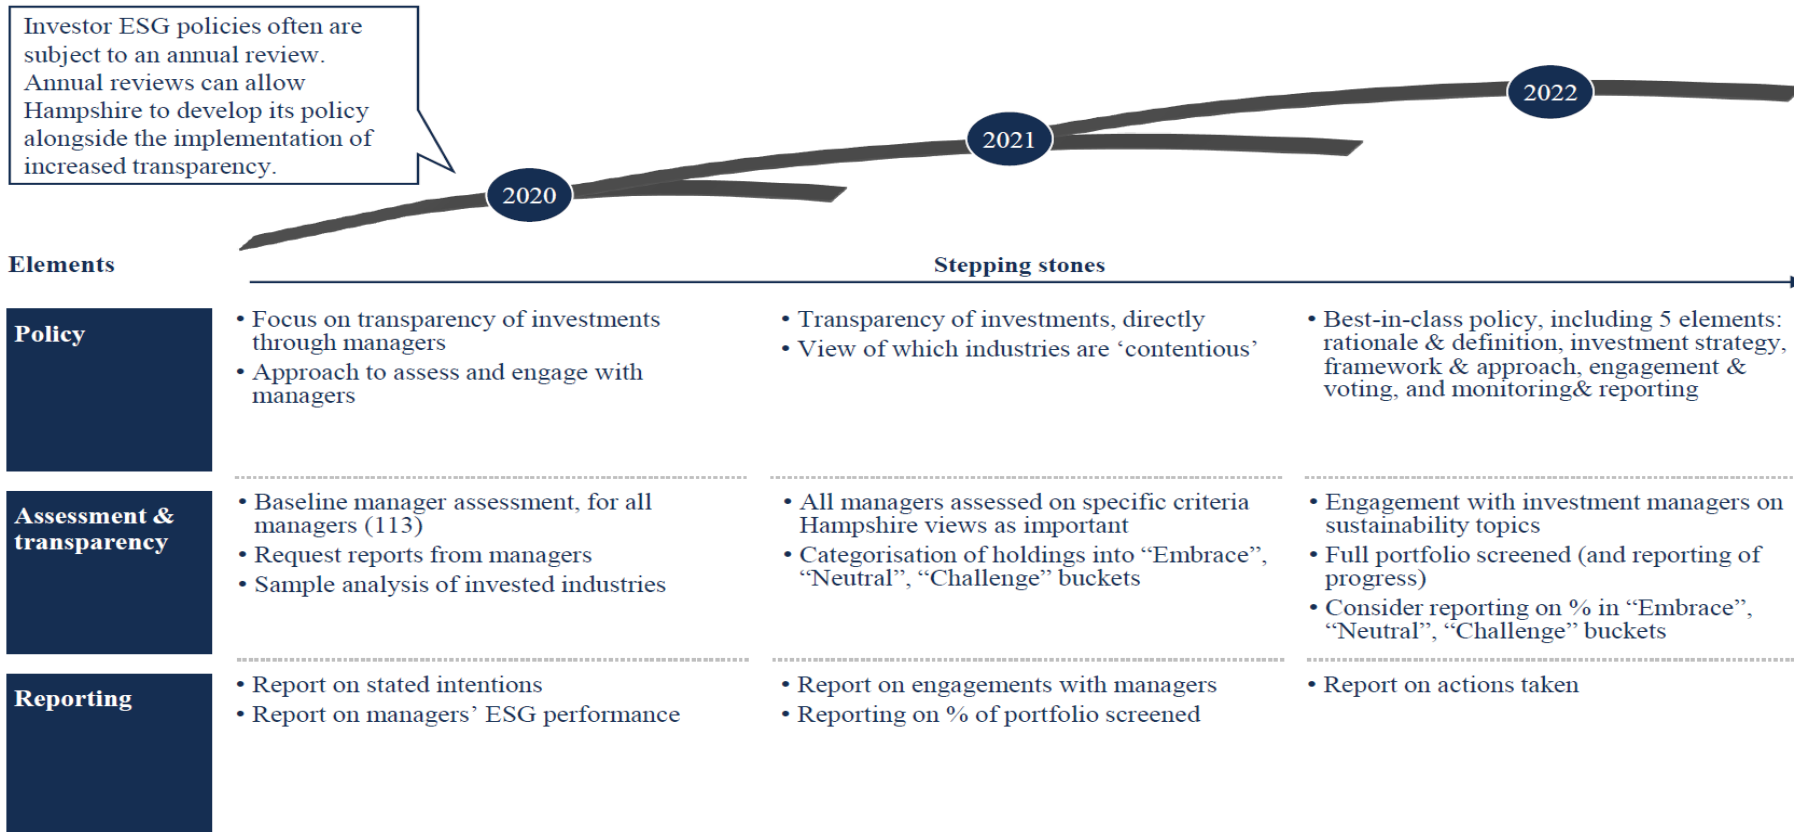 Investor ESG policies often are
subject to an annual review.
Annual reviews can allow
Hampshire to develop its policy
alongside the implementation of
increased transparency.
2020
2021
2022
Elements
Stepping stones
Policy
• Focus on transparency of investments
through managers
• Approach to assess and engage with
managers
• Transparency of investments, directly
• View of which industries are ‘contentious’
• Best-in-class policy, including 5 elements:
rationale & definition, investment strategy,
framework & approach, engagement &
voting, and monitoring& reporting
Assessment &
transparency
• Baseline manager assessment, for all
managers (113)
• Request reports from managers
• Sample analysis of invested industries
• All managers assessed on specific criteria
Hampshire views as important
• Categorisation of holdings into “Embrace”,
“Neutral”, “Challenge” buckets
• Engagement with investment managers on
sustainability topics
• Full portfolio screened (and reporting of
progress)
• Consider reporting on % in “Embrace”,
“Neutral”, “Challenge” buckets
Reporting
• Report on stated intentions
• Report on managers’ ESG performance
• Report on engagements with managers
• Reporting on % of portfolio screened
• Report on actions taken